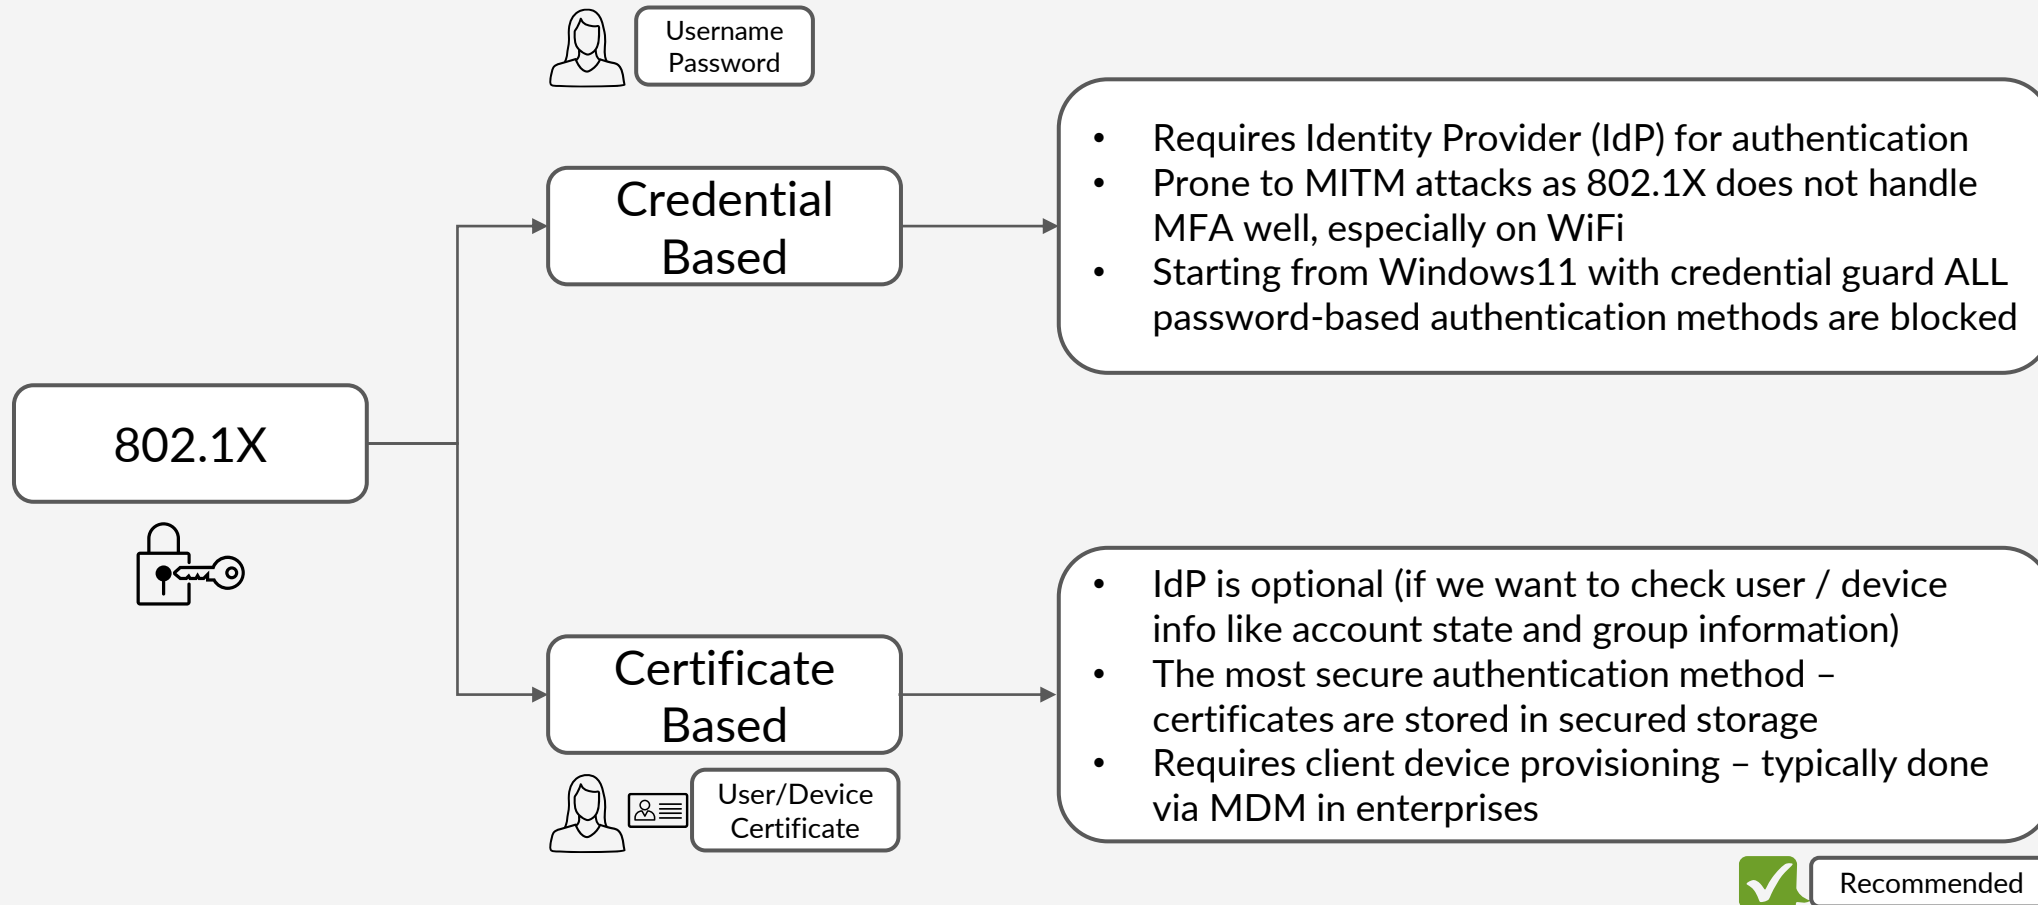 Username
Password
Credential
Based
• Requires Identity Provider (IdP) for authentication
• Prone to MITM attacks as 802.1X does not handle
MFA well, especially on WiFi
• Starting from Windows11 with credential guard ALL
password-based authentication methods are blocked
802.1X
Certificate
Based
User/Device
Certificate
• IdP is optional (if we want to check user / device
info like account state and group information)
• The most secure authentication method –
certificates are stored in secured storage
• Requires client device provisioning – typically done
via MDM in enterprises
Recommended